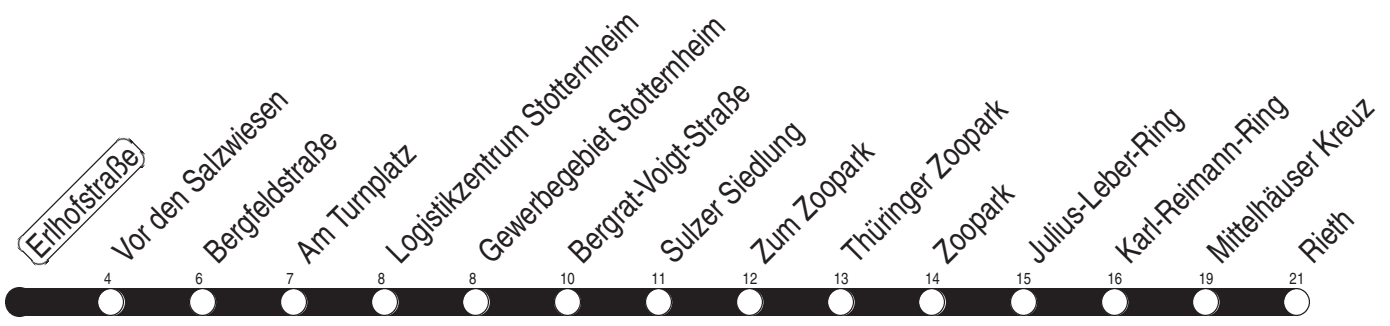 Erlhofstraße
Vor den Salzwiesen
Bergfeldstraße
Am Turnplatz
Logistikzentrum Stotternheim
Gewerbegebiet Stotternheim
Bergrat-Voigt-Straße
Sulzer Siedlung
Zum Zoopark
Thüringer Zoopark
Zoopark
Julius-Leber-Ring
Karl-Reimann-Ring
Mittelhäuser Kreuz
Rieth
4 6 7 8 8 10 11 12 13 14 15 16 19 21